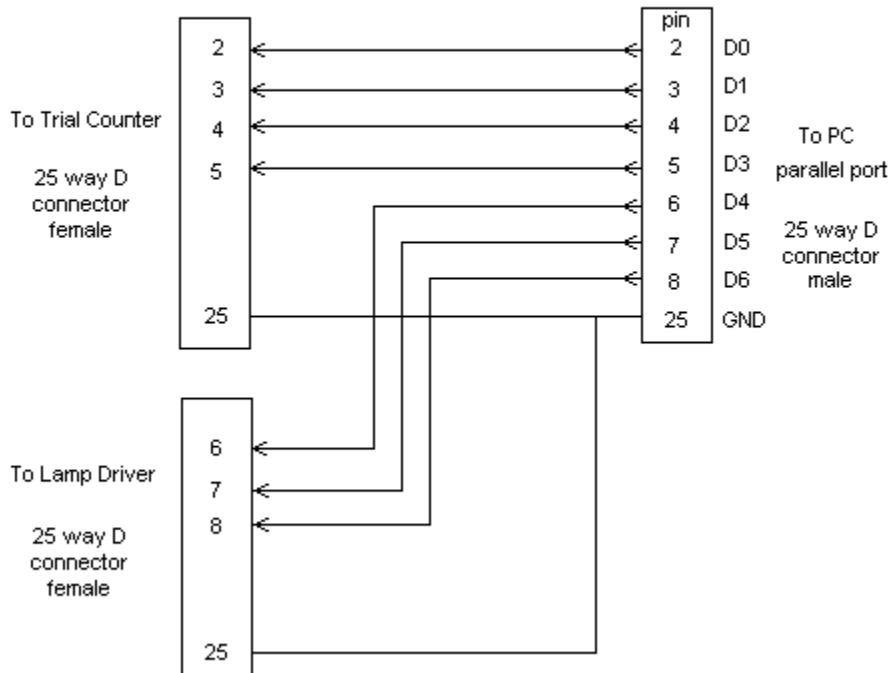 2
3
4
5
25
To Trial Counter
25 way D
connector
female
pin
2 D0
3 D1
4 D2
5 D3
6 D4
7 D5
8 D6
25 GND
To PC
parallel port
25 way D
connector
male
6
7
8
25
To Lamp Driver
25 way D
connector
female